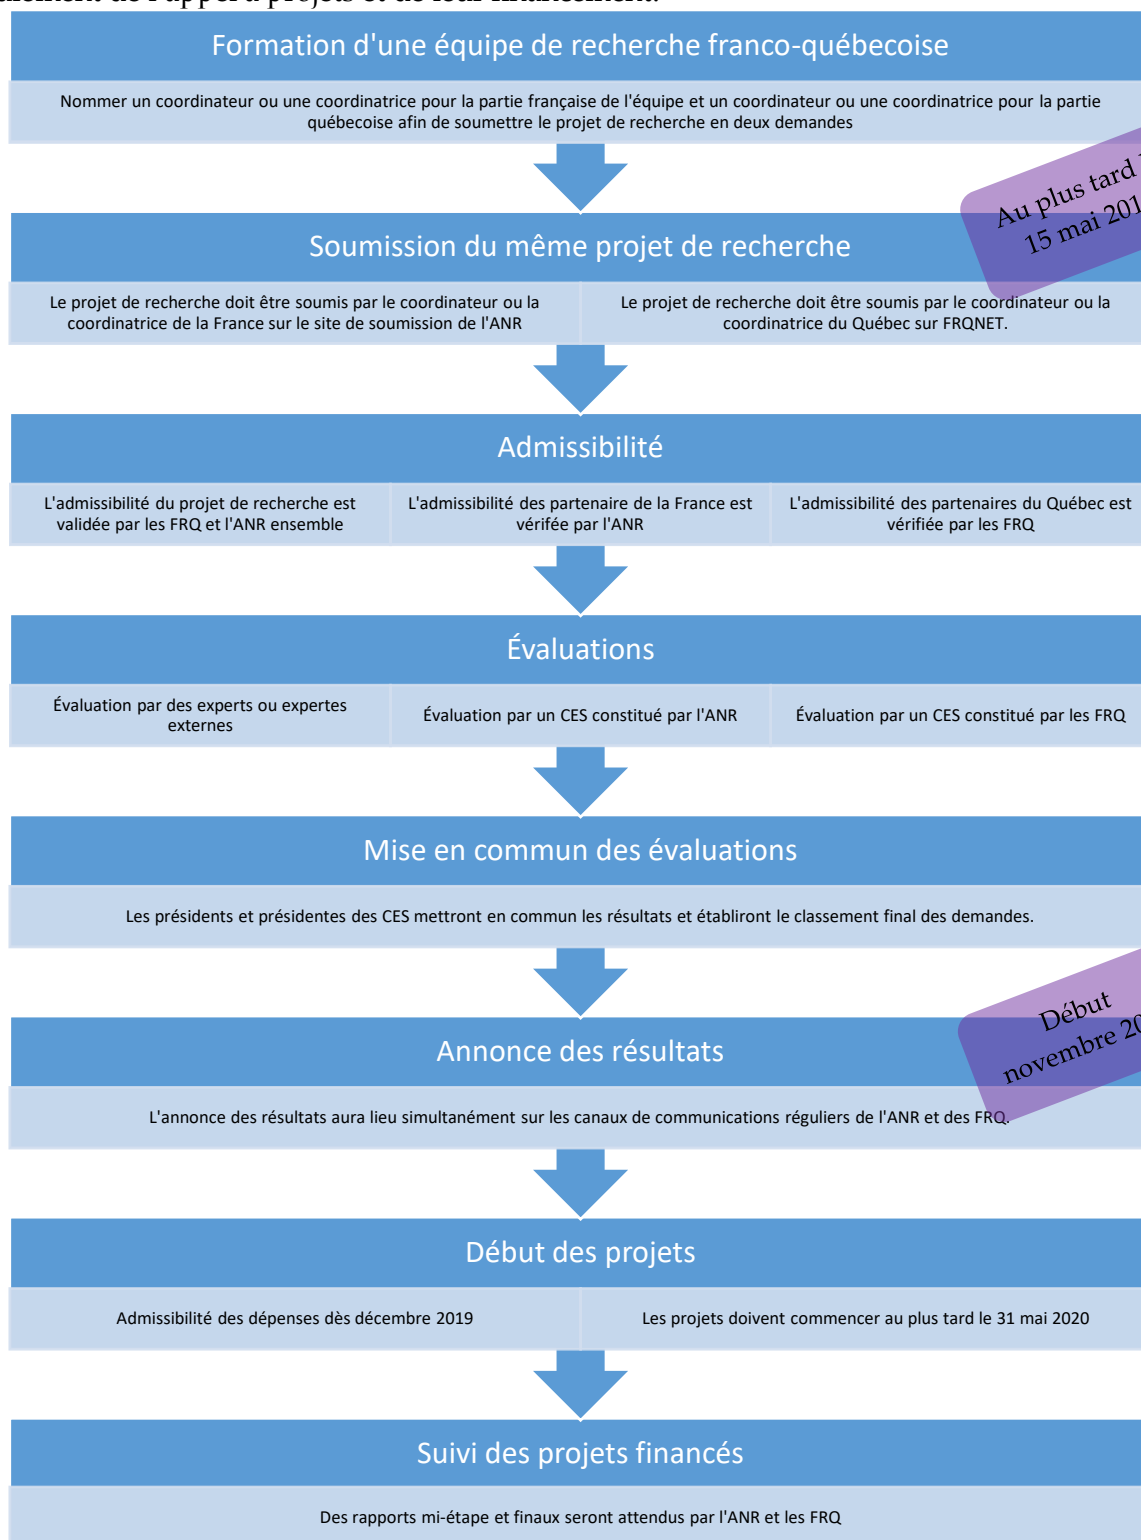 Formation d'une équipe de recherche franco-québecoise
Nommer un coordinateur ou une coordinatrice pour la partie française de l'équipe et un coordinateur ou une coordinatrice pour la partie
québecoise afin de soumettre le projet de recherche en deux demandes
Au plus tard
15 mai 201
Soumission du même projet de recherche
Le projet de recherche doit être soumis par le coordinateur ou la
coordinatrice de la France sur le site de soumission de l'ANR
Le projet de recherche doit être soumis par le coordinateur ou la
coordinatrice du Québec sur FRQNET.
Admissibilité
L'admissibilité du projet de recherche est
validée par les FRQ et l'ANR ensemble
L'admissibilité des partenaire de la France est
vérifiée par l'ANR
L'admissibilité des partenaires du Québec est
vérifiée par les FRQ
Évaluations
Évaluation par des experts ou expertes
externes
Évaluation par un CES constitué par l'ANR
Évaluation par un CES constitué par les FRQ
Mise en commun des évaluations
Les présidents et présidentes des CES mettront en commun les résultats et établiront le classement final des demandes.
Début
novembre 20
Annonce des résultats
L'annonce des résultats aura lieu simultanément sur les canaux de communications réguliers de l'ANR et des FRQ.
Début des projets
Admissibilité des dépenses dès décembre 2019
Les projets doivent commencer au plus tard le 31 mai 2020
Suivi des projets financés
Des rapports mi-étape et finaux seront attendus par l'ANR et les FRQ